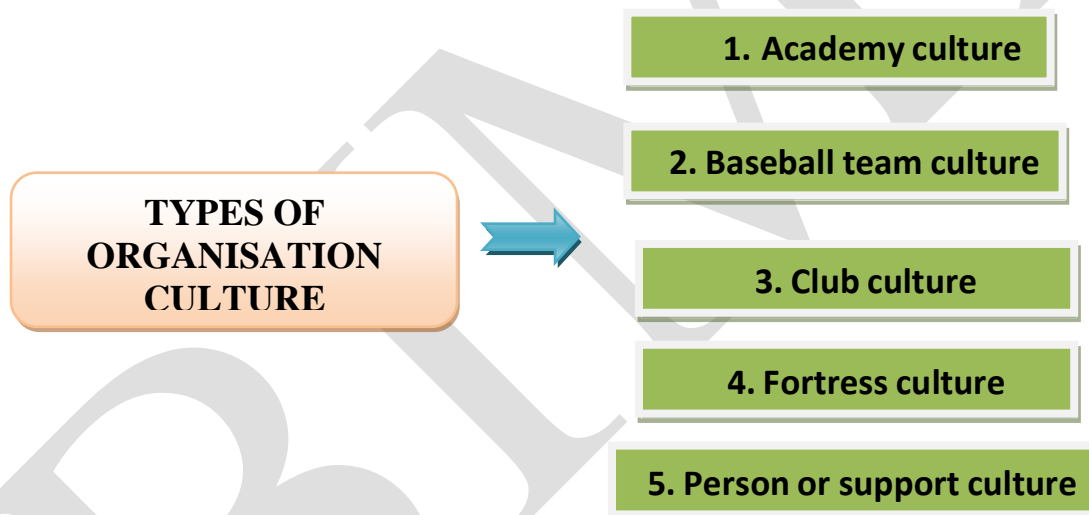 TYPES OF
ORGANISATION
CULTURE
1. Academy culture
2. Baseball team culture
3. Club culture
4. Fortress culture
5. Person or support culture